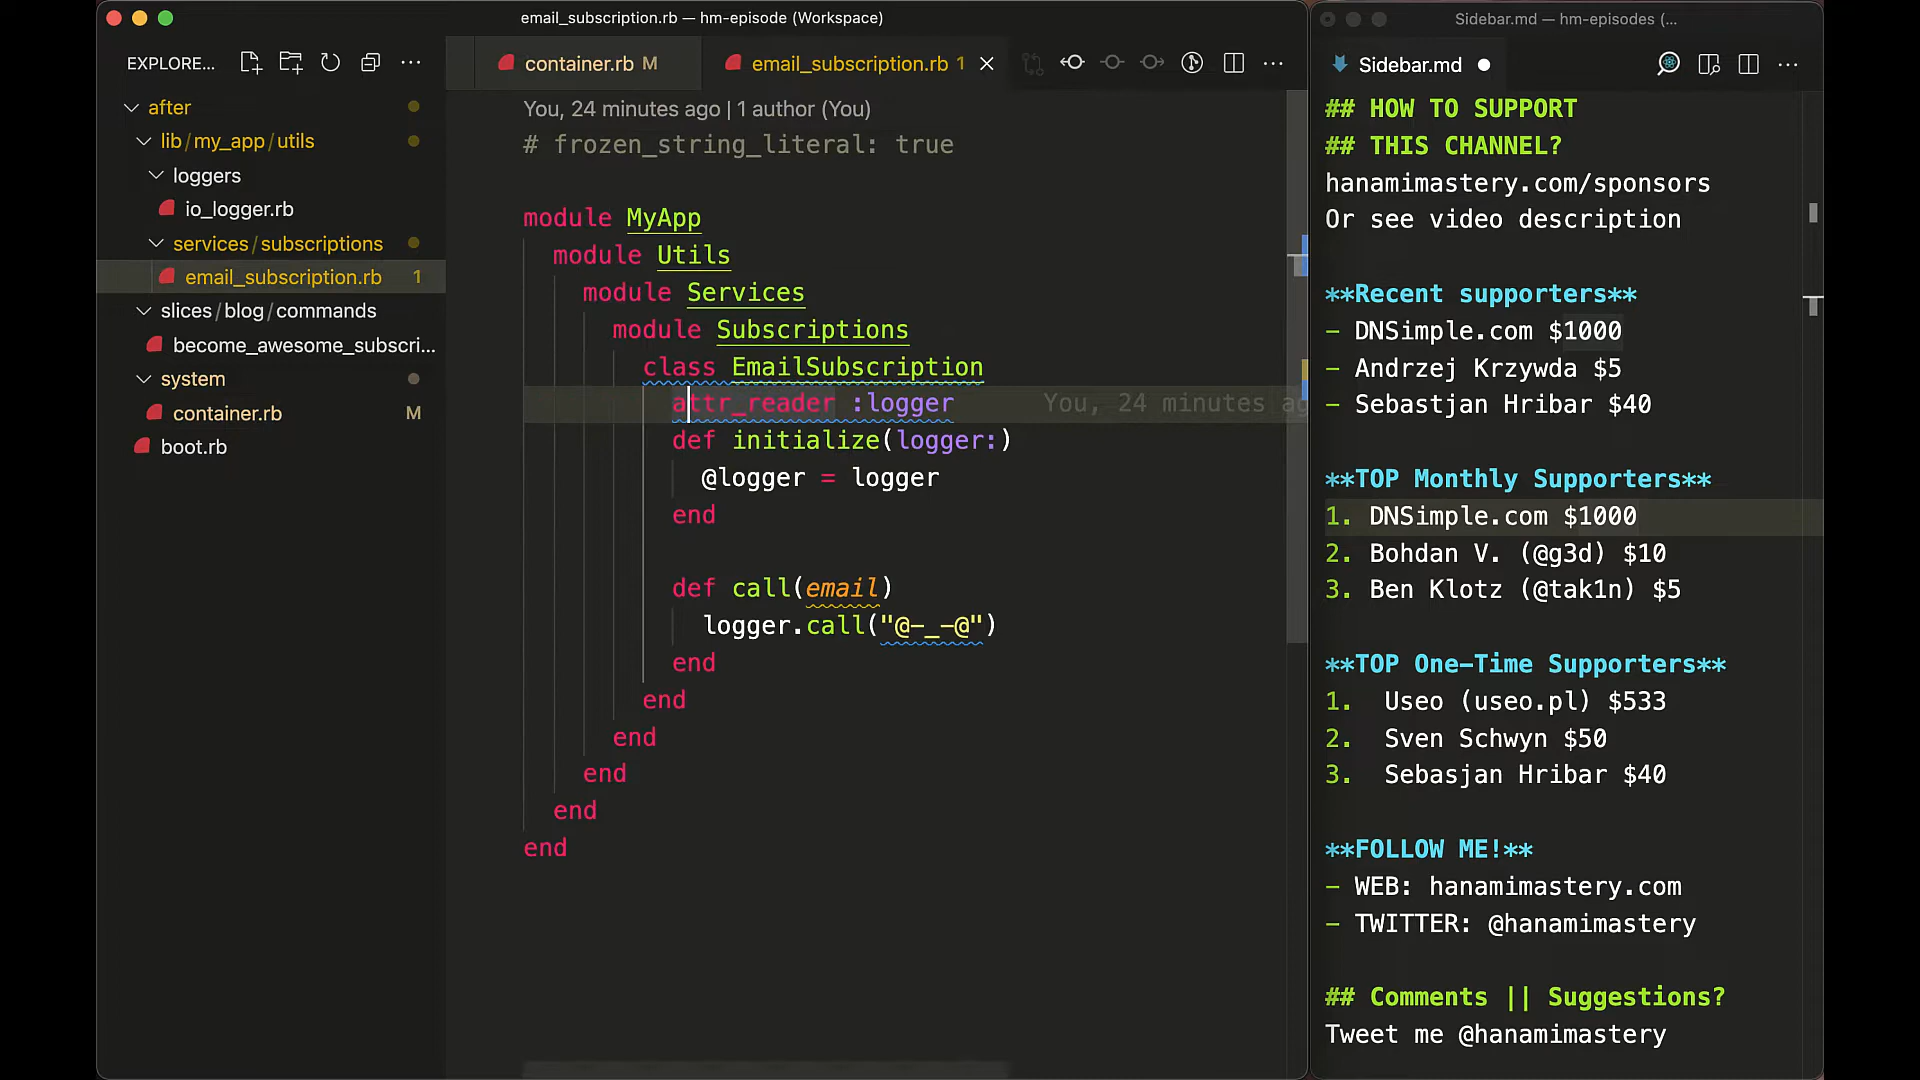 email_subscription.rb — hm-episode (Workspace)
EXPLORE...
after
lib/my_app/utils
loggers
io_logger.rb
services/subscriptions
email_subscription.rb 1
slices/blog/commands
become_awesome_subscri...
system
container.rb M
boot.rb
container.rb M
email_subscription.rb 1
You, 24 minutes ago | 1 author (You)
# frozen_string_literal: true
module MyApp
module Utils
module Services
module Subscriptions
class EmailSubscription
attr_reader :logger You, 24 minutes ag
def initialize(logger:)
@logger = logger
end
def call(email)
logger.call("@-_-@")
end
end
end
end
end
end
Sidebar.md — hm-episodes (...
Sidebar.md
## HOW TO SUPPORT
## THIS CHANNEL?
hanamimastery.com/sponsors
Or see video description
**Recent supporters**
- DNSimple.com $1000
- Andrzej Krzywda $5
- Sebastjan Hribar $40
**TOP Monthly Supporters**
1. DNSimple.com $1000
2. Bohdan V. (@g3d) $10
3. Ben Klotz (@tak1n) $5
**TOP One-Time Supporters**
1. Useo (useo.pl) $533
2. Sven Schwyn $50
3. Sebasjan Hribar $40
**FOLLOW ME!**
- WEB: hanamimastery.com
- TWITTER: @hanamimastery
## Comments || Suggestions?
Tweet me @hanamimastery